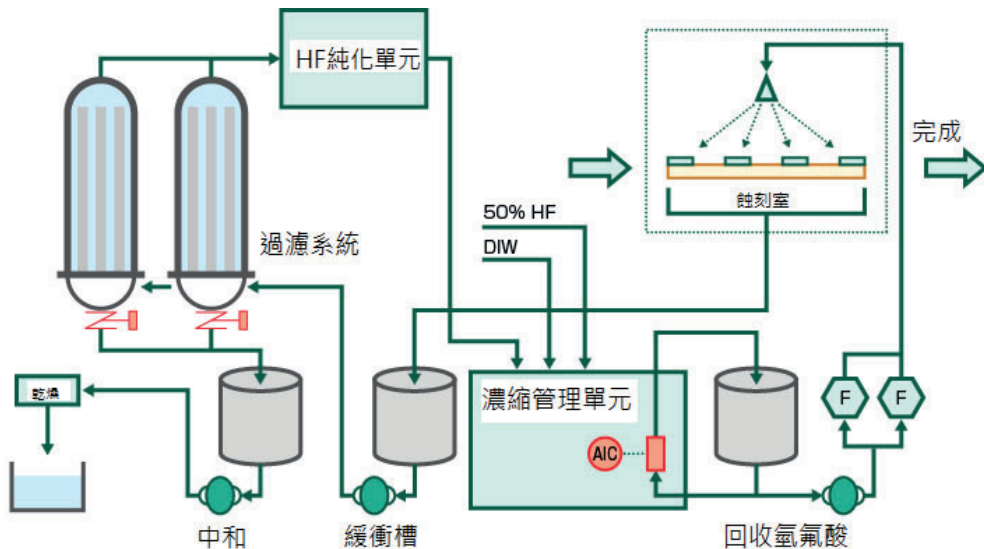 HF純化單元
完成
蝕刻室
50% HF
DIW
過濾系統
濃縮管理單元
AIC
F
F
乾燥
中和
緩衝槽
回收氫氟酸